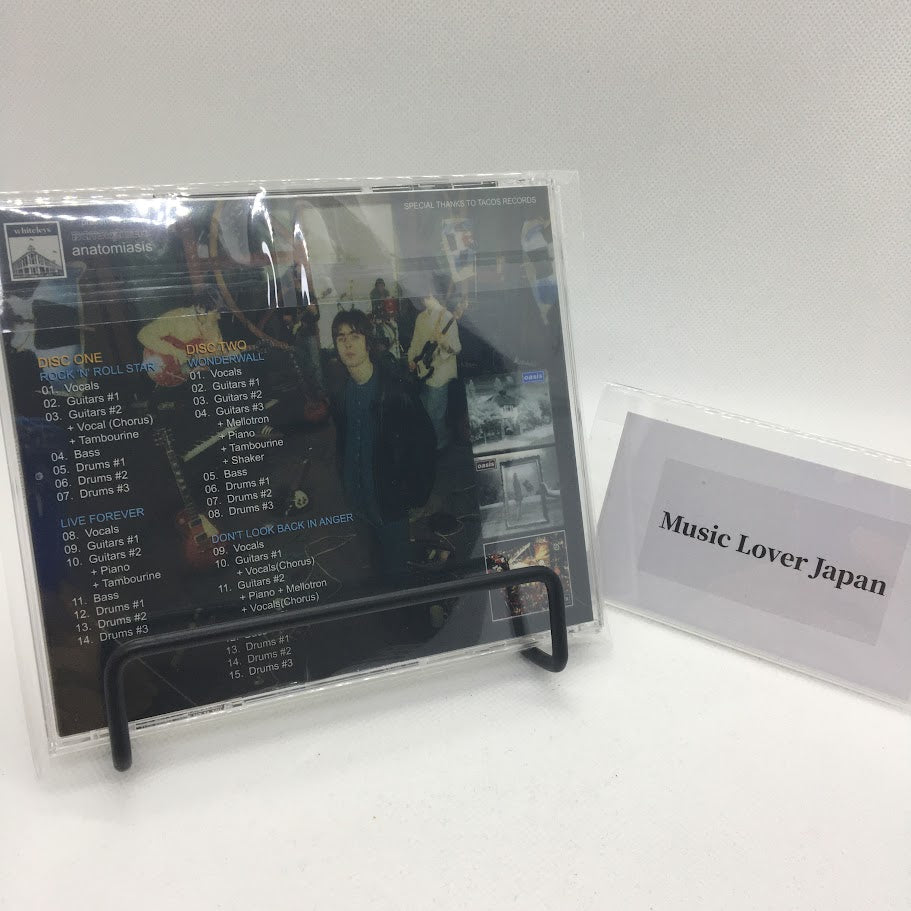 SPECIAL THANKS TO TACOS RECORDS
whiteleys
anatomiasis
DISC ONE
ROCK 'N' ROLL STAR
01. Vocals
02. Guitars #1
03. Guitars #2
+ Vocal (Chorus)
+ Tambourine
04. Bass
05. Drums #1
06. Drums #2
07. Drums #3
LIVE FOREVER
08. Vocals
09. Guitars #1
10. Guitars #2
+ Piano
+ Tambourine
11. Bass
12. Drums #1
13. Drums #2
14. Drums #3
DISC TWO
WONDERWALL
01. Vocals
02. Guitars #1
03. Guitars #2
04. Guitars #3
+ Mellotron
+ Piano
+ Tambourine
+ Shaker
05. Bass
06. Drums #1
07. Drums #2
08. Drums #3
DON'T LOOK BACK IN ANGER
09. Vocals
10. Guitars #1
+ Vocals(Chorus)
11. Guitars #2
+ Piano + Mellotron
+ Vocals(Chorus)
13. Drums #1
14. Drums #2
15. Drums #3
oasis
oasis
Music Lover Japan